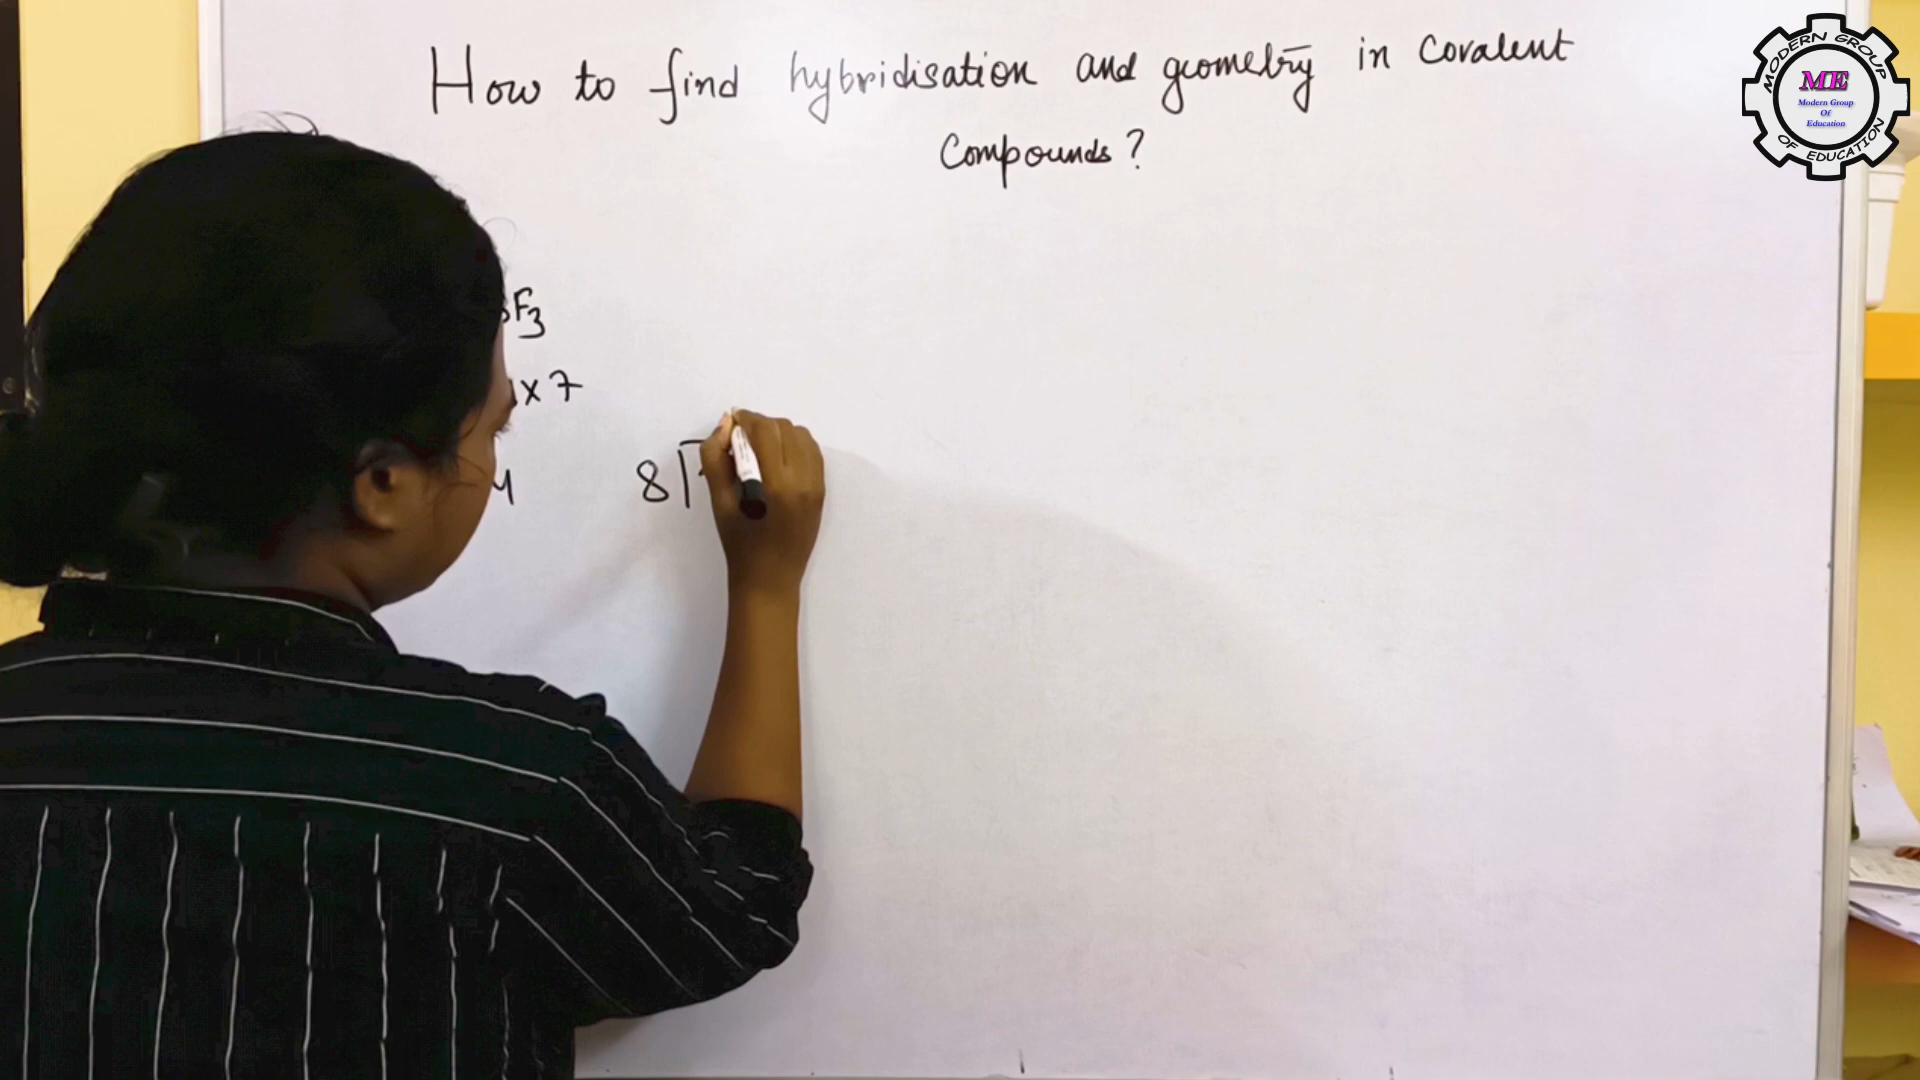 How to find hybridisation and geometry in Covalent
Compounds?
MODERN GROUP
ME
Modern Group
Of
Education
OF EDUCATION
F3
x 7
4
8